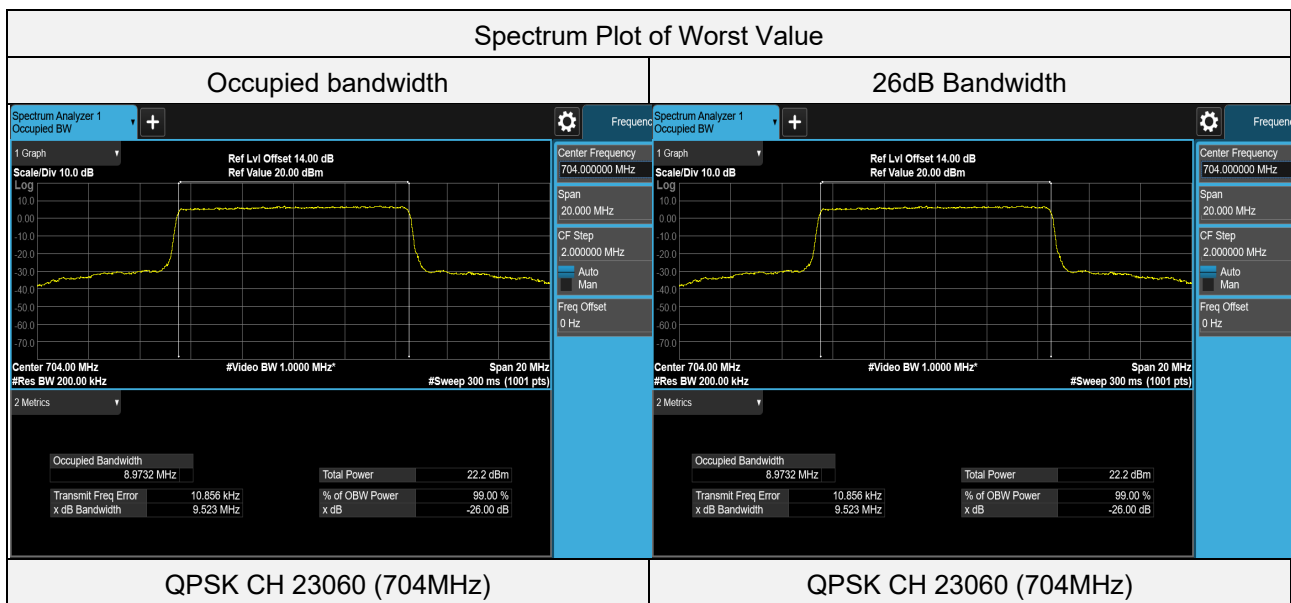 Spectrum Plot of Worst Value
Occupied bandwidth
26dB Bandwidth
Spectrum Analyzer 1
Occupied BW
+
Frequenc
1 Graph
Scale/Div 10.0 dB
Ref Lvl Offset 14.00 dB
Ref Value 20.00 dBm
Log
10.0
0.00
-10.0
-20.0
-30.0
-40.0
-50.0
-60.0
-70.0
Center 704.00 MHz
#Video BW 1.0000 MHz*
Span 20 MHz
#Res BW 200.00 kHz
#Sweep 300 ms (1001 pts)
Center Frequency
704.000000 MHz
Span
20.000 MHz
CF Step
2.000000 MHz
Auto
Man
Freq Offset
0 Hz
2 Metrics
Occupied Bandwidth
8.9732 MHz
Total Power 22.2 dBm
Transmit Freq Error 10.856 kHz
% of OBW Power 99.00 %
x dB Bandwidth 9.523 MHz
x dB -26.00 dB
Spectrum Analyzer 1
Occupied BW
+
Frequen
1 Graph
Scale/Div 10.0 dB
Ref Lvl Offset 14.00 dB
Ref Value 20.00 dBm
Log
10.0
0.00
-10.0
-20.0
-30.0
-40.0
-50.0
-60.0
-70.0
Center 704.00 MHz
#Video BW 1.0000 MHz*
Span 20 MHz
#Res BW 200.00 kHz
#Sweep 300 ms (1001 pts)
Center Frequency
704.000000 MHz
Span
20.000 MHz
CF Step
2.000000 MHz
Auto
Man
Freq Offset
0 Hz
2 Metrics
Occupied Bandwidth
8.9732 MHz
Total Power 22.2 dBm
Transmit Freq Error 10.856 kHz
% of OBW Power 99.00 %
x dB Bandwidth 9.523 MHz
x dB -26.00 dB
QPSK CH 23060 (704MHz)
QPSK CH 23060 (704MHz)